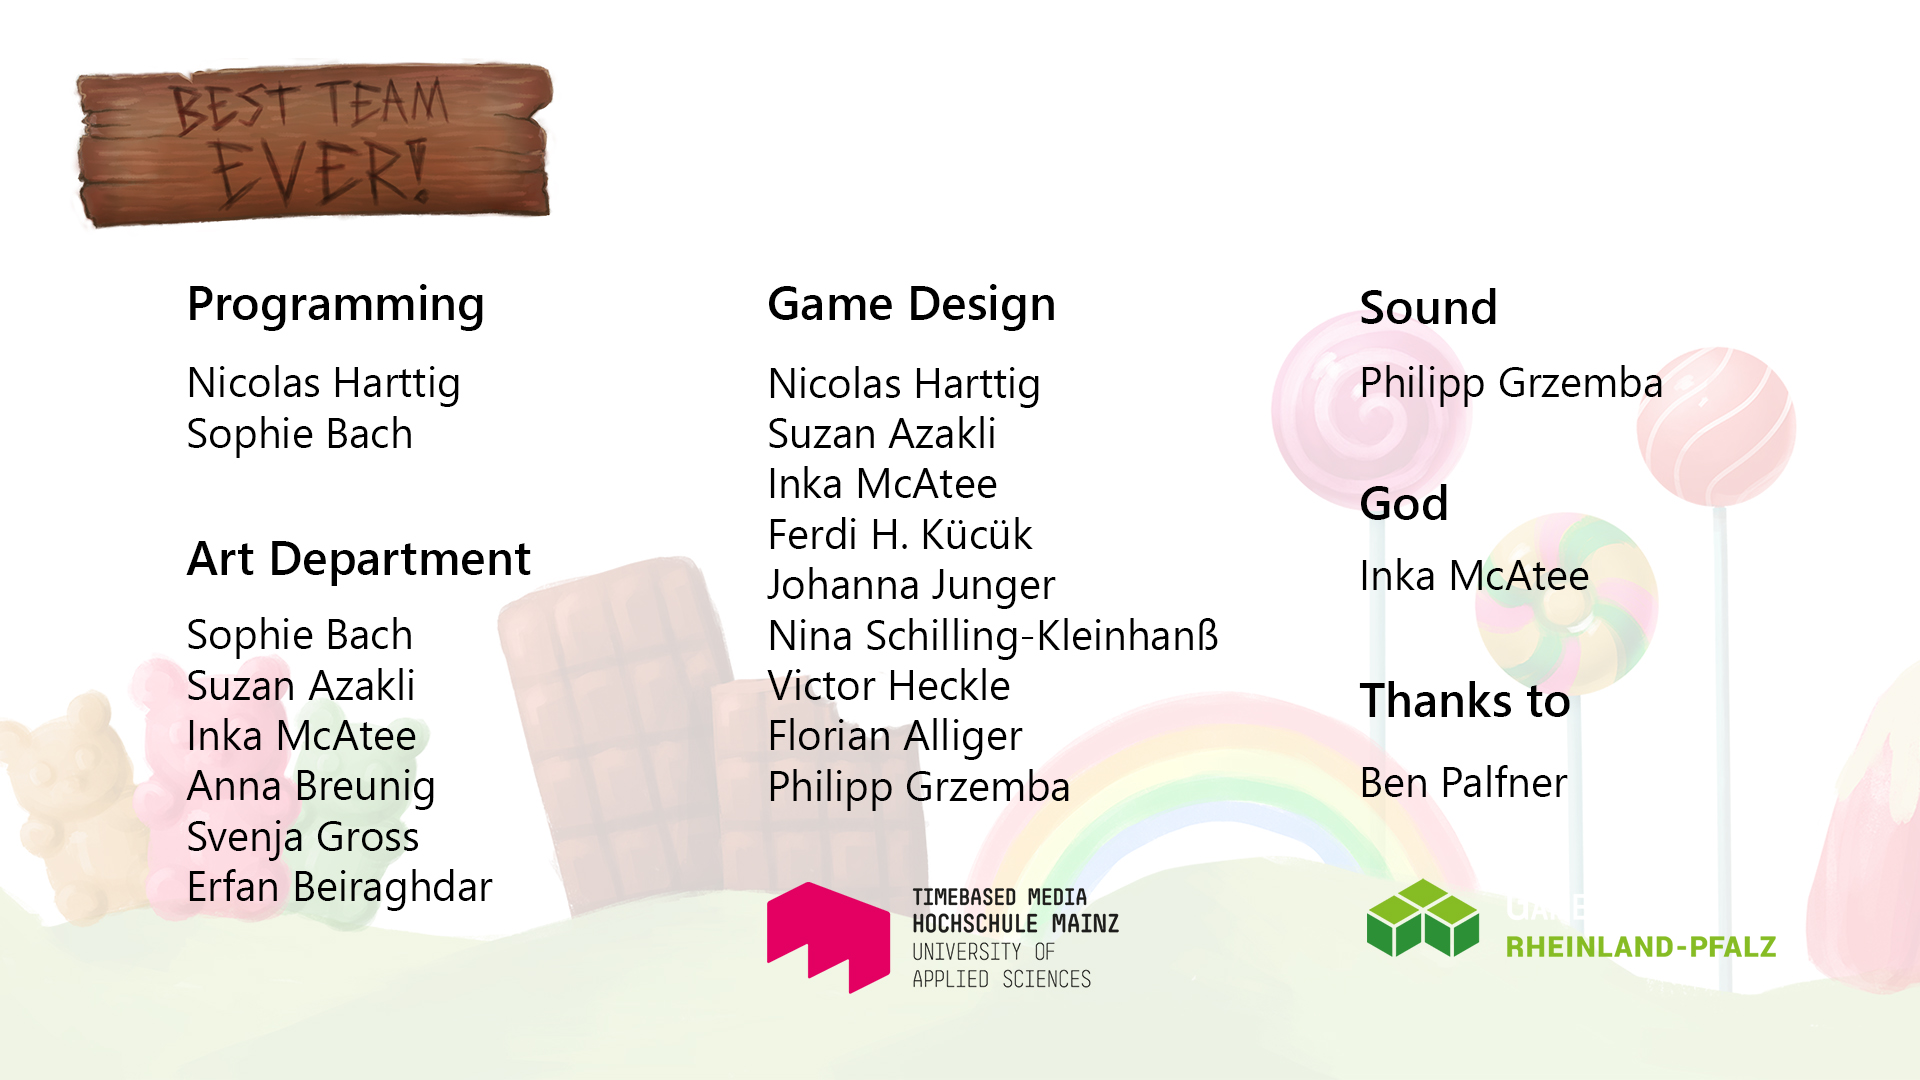 BEST TEAM
EVER!
Programming
Nicolas Harttig
Sophie Bach
Art Department
Sophie Bach
Suzan Azakli
Inka McAtee
Anna Breunig
Svenja Gross
Erfan Beiraghdar
Game Design
Nicolas Harttig
Suzan Azakli
Inka McAtee
Ferdi H. Kücük
Johanna Junger
Nina Schilling-Kleinhanß
Victor Heckle
Florian Alliger
Philipp Grzemba
TIMEBASED MEDIA
HOCHSCHULE MAINZ
UNIVERSITY OF
APPLIED SCIENCES
Sound
Philipp Grzemba
God
Inka McAtee
Thanks to
Ben Palfner
RHEINLAND-PFALZ